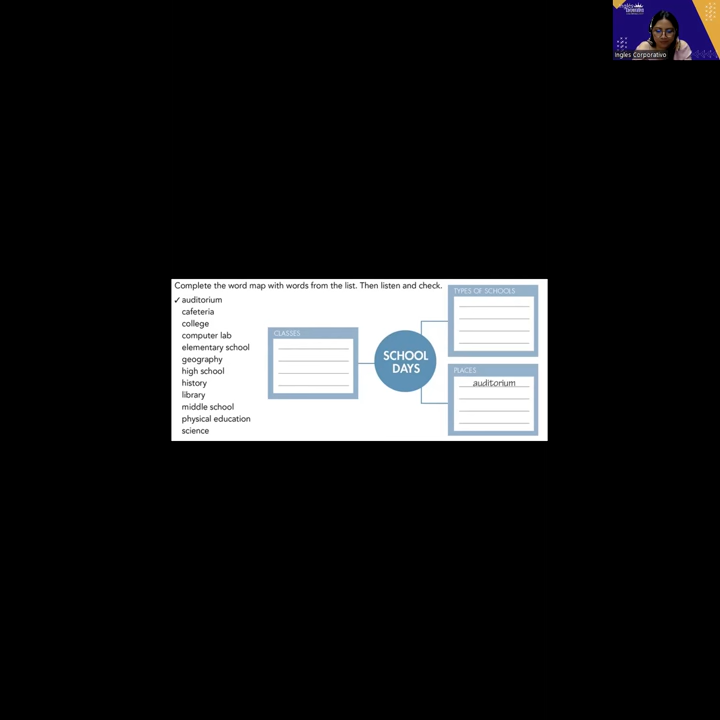 inglés
Ingles Corporativo
Complete the word map with words from the list. Then listen and check.
✓ auditorium
cafeteria
college
computer lab
elementary school
geography
high school
history
library
middle school
physical education
science
CLASSES
SCHOOL
DAYS
TYPES OF SCHOOLS
PLACES
auditorium